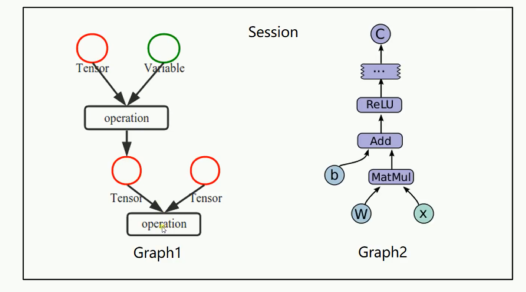 Session
Tensor
Variable
operation
Tensor
Tensor
operation
Graph1
C
...
ReLU
Add
b
MatMul
W
x
Graph2